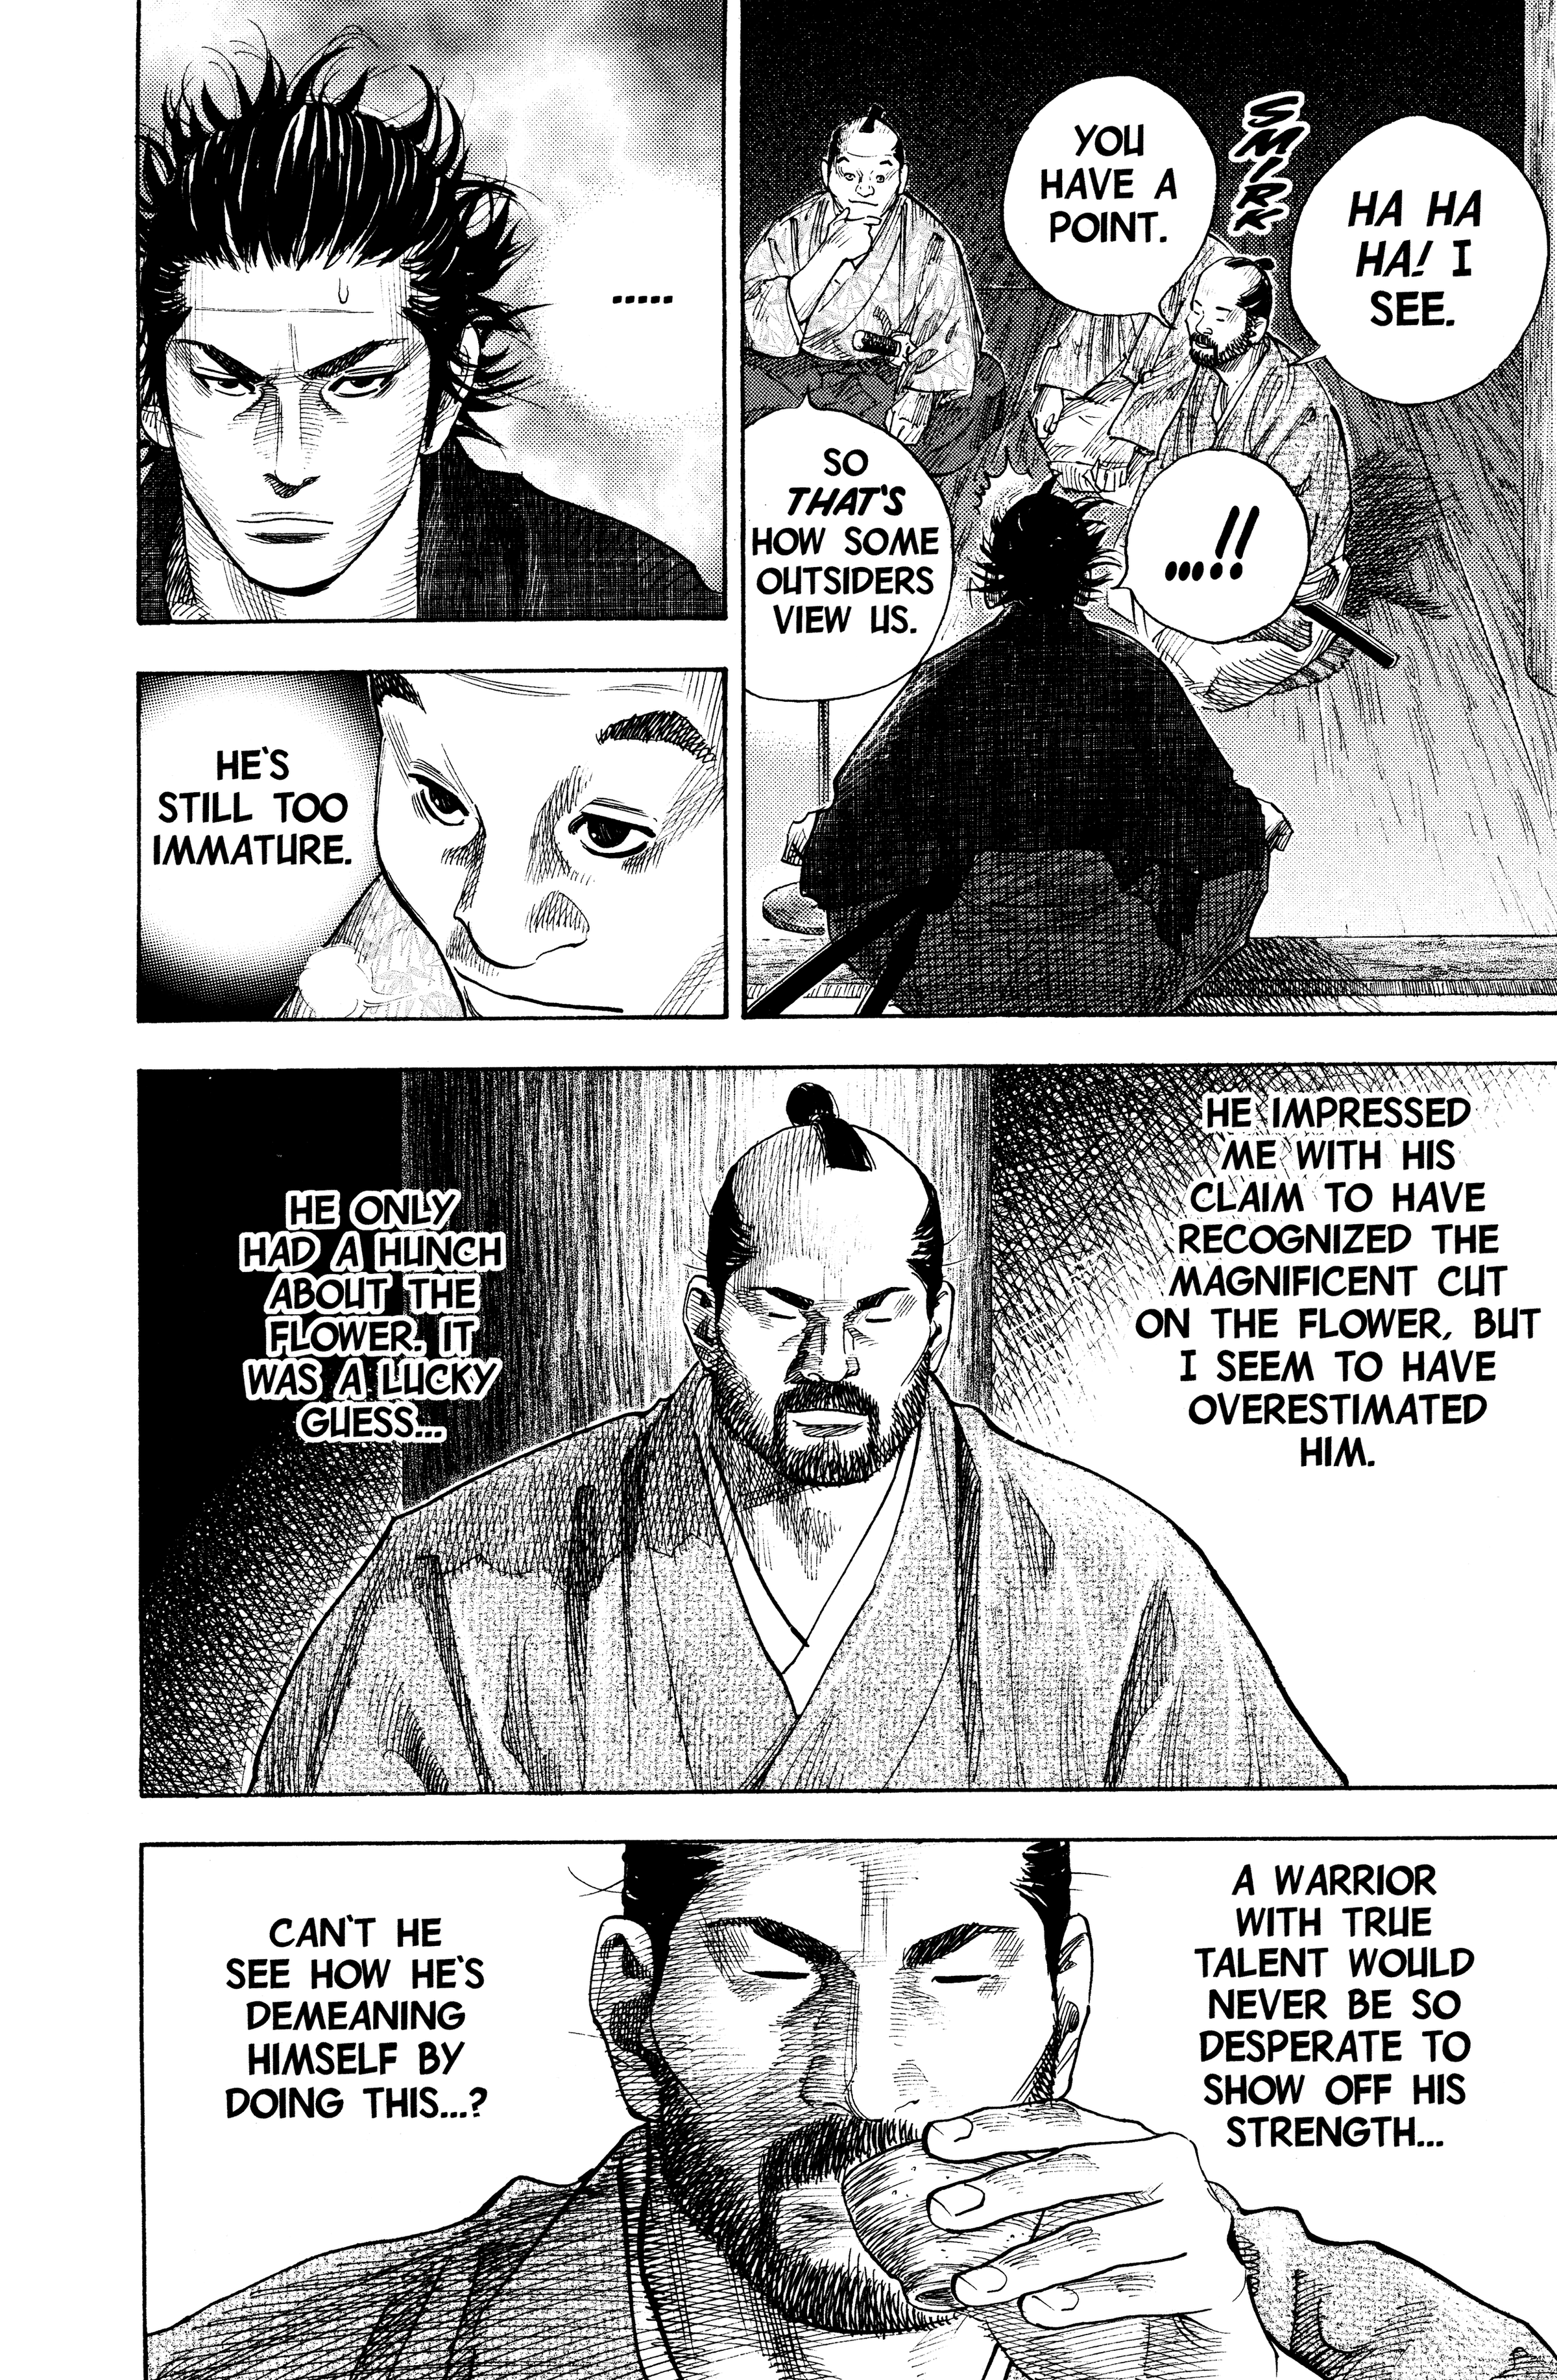 HA HA
HA! I
SEE.
SMIRK
YOU
HAVE A
POINT.
SO
THAT'S
HOW SOME
OUTSIDERS
VIEW US.
.....!!
.....
HE'S
STILL TOO
IMMATURE.
HE IMPRESSED
ME WITH HIS
CLAIM TO HAVE
RECOGNIZED THE
MAGNIFICENT CUT
ON THE FLOWER, BUT
I SEEM TO HAVE
OVERESTIMATED
HIM.
HE ONLY
HAD A HUNCH
ABOUT THE
FLOWER. IT
WAS A LUCKY
GUESS...
A WARRIOR
WITH TRUE
TALENT WOULD
NEVER BE SO
DESPERATE TO
SHOW OFF HIS
STRENGTH...
CAN'T HE
SEE HOW HE'S
DEMEANING
HIMSELF BY
DOING THIS...?